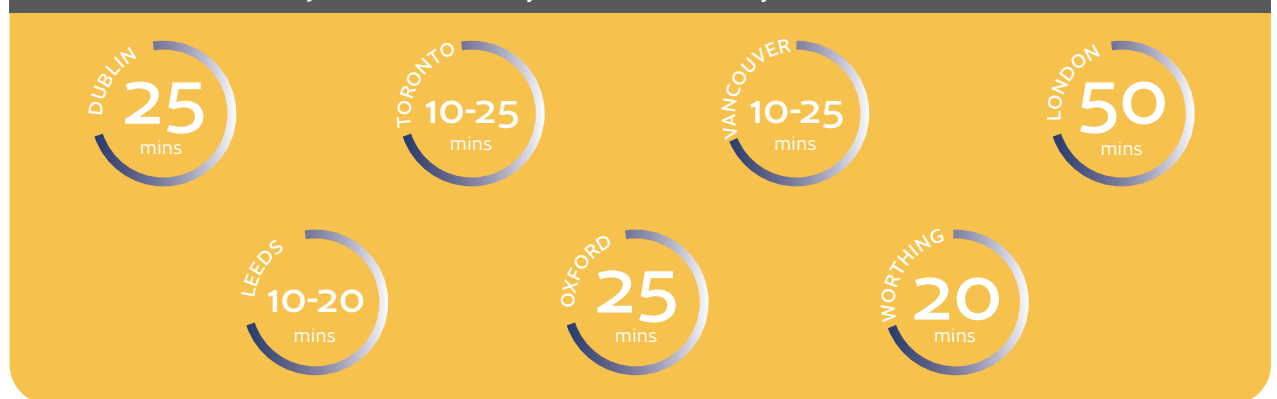 DUBLIN
25
mins
TORONTO
10-25
mins
VANCOUVER
10-25
mins
LONDON
50
mins
LEEDS
10-20
mins
OXFORD
25
mins
WORTHING
20
mins